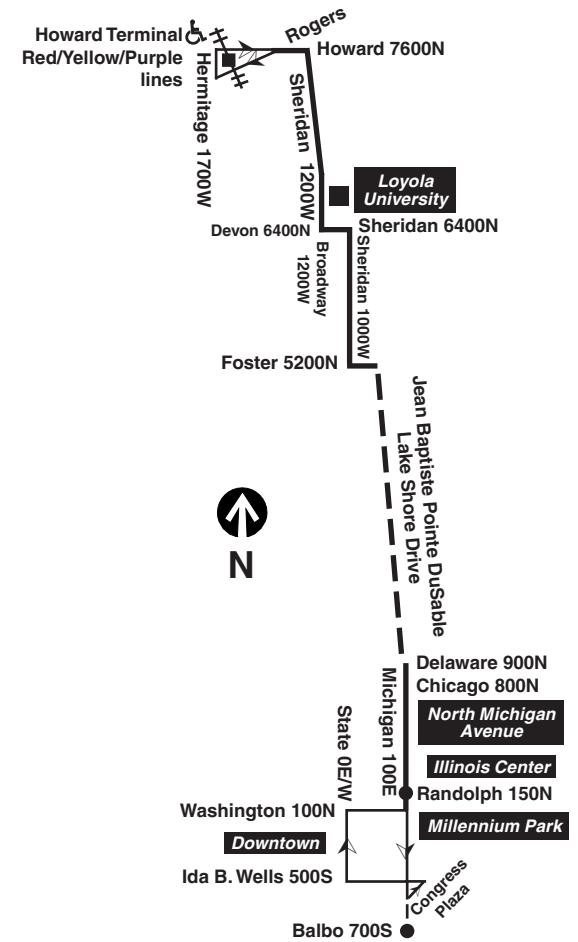 Howard Terminal
Red/Yellow/Purple
lines
Rogers
Howard 7600N
Hermitage 1700W
Sheridan 1200W
Loyola
University
Devon 6400N
Sheridan 6400N
Broadway
1200W
Sheridan 1000W
Foster 5200N
Jean Baptiste Pointe DuSable
Lake Shore Drive
N
Delaware 900N
Chicago 800N
Michigan 100E
North Michigan
Avenue
State 0E/W
Illinois Center
Randolph 150N
Washington 100N
Millennium Park
Downtown
Ida B. Wells 500S
Congress
Plaza
Balbo 700S